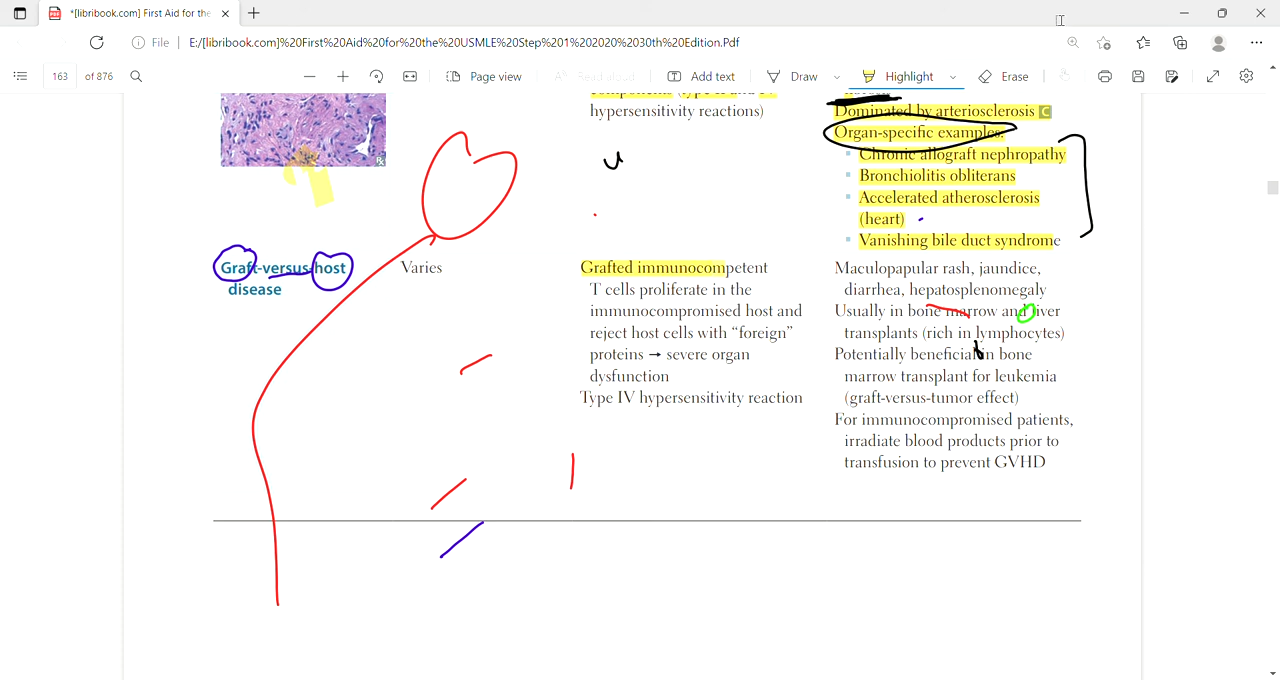 *[libribook.com] First Aid for the
File
E:/[libribook.com]%20First%20Aid%20for%20the%20USMLE%20Step%201%202020%2030th%20Edition.Pdf
163 of 876
Page view
Read aloud
Add text
Draw
Highlight
Erase
components (type II and IV
hypersensitivity reactions)
Dominated by arteriosclerosis C
Organ-specific examples:
Chronic allograft nephropathy
Bronchiolitis obliterans
Accelerated atherosclerosis
(heart)
Vanishing bile duct syndrome
Graft-versus-host
disease
Varies
Grafted immunocompetent
T cells proliferate in the
immunocompromised host and
reject host cells with “foreign”
proteins → severe organ
dysfunction
Type IV hypersensitivity reaction
Maculopapular rash, jaundice,
diarrhea, hepatosplenomegaly
Usually in bone marrow and liver
transplants (rich in lymphocytes)
Potentially beneficial in bone
marrow transplant for leukemia
(graft-versus-tumor effect)
For immunocompromised patients,
irradiate blood products prior to
transfusion to prevent GVHD